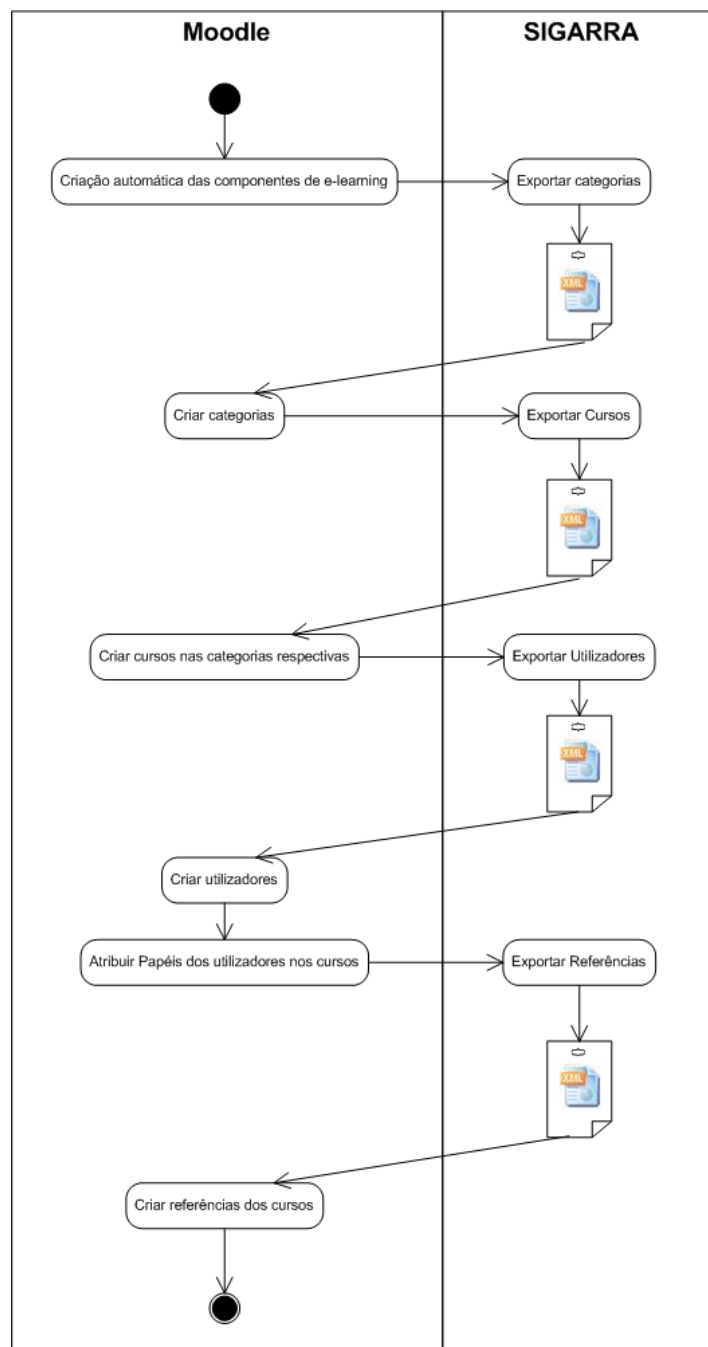 Moodle
SIGARRA
Criação automática das componentes de e-learning
Exportar categorias
XML
Criar categorias
Exportar Cursos
XML
Criar cursos nas categorias respectivas
Exportar Utilizadores
XML
Criar utilizadores
Atribuir Papéis dos utilizadores nos cursos
Exportar Referências
XML
Criar referências dos cursos